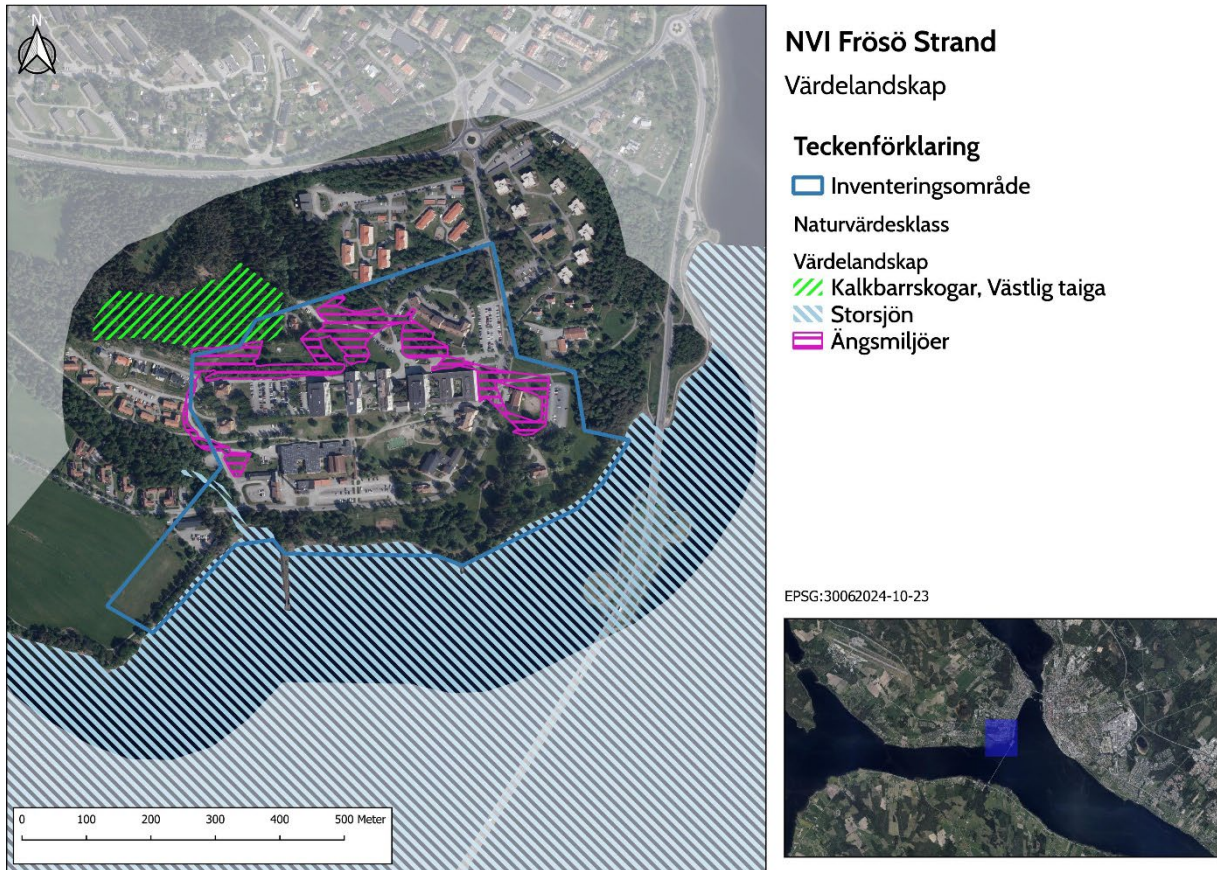 N
NVI Frösö Strand
Värdelandskap
Teckenförklaring
Inventeringsområde
Naturvärdesklass
Värdelandskap
Kalkbarrskogar, Västlig taiga
Storsjön
Ängsmiljöer
EPSG:30062024-10-23
0 100 200 300 400 500 Meter